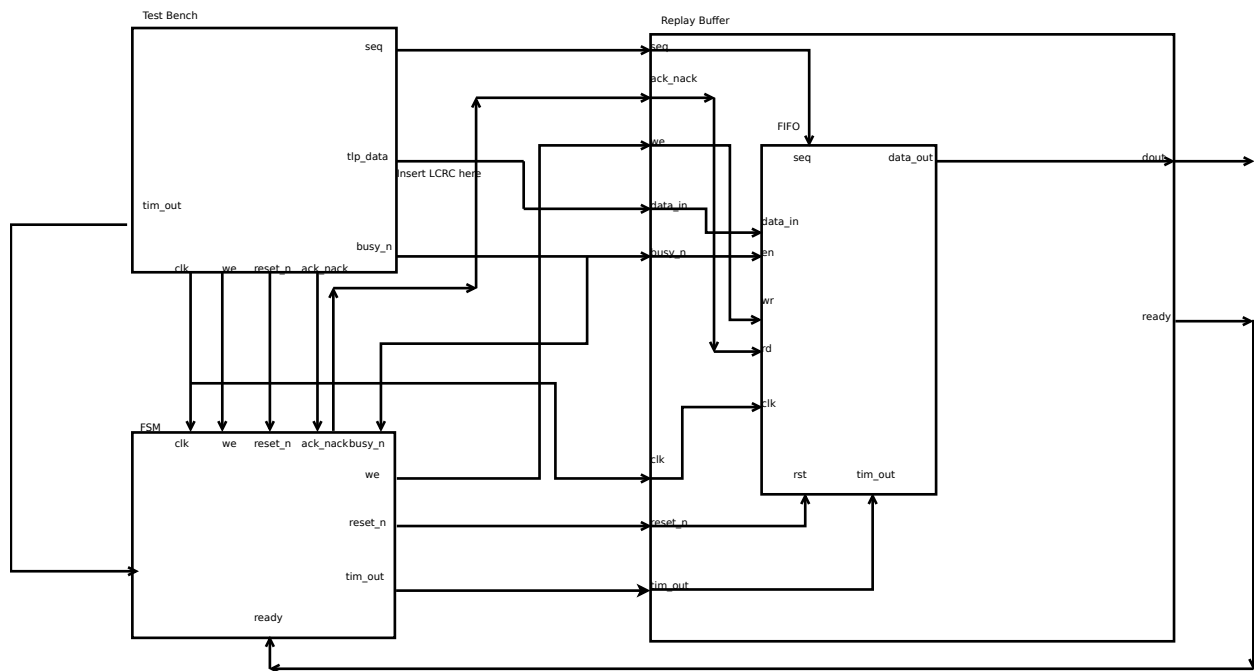 Test Bench
Replay Buffer
seq
seq
ack_nack
FIFO
we
tlp_data
seq
data_out
dout
Insert LCRC here
tim_out
data_in
data_in
busy_n
busy_n
en
clk
we
reset_n
ack_nack
wr
ready
rd
clk
FSM
clk
we
reset_n
ack_nack
busy_n
clk
we
rst
tim_out
reset_n
reset_n
tim_out
tim_out
ready